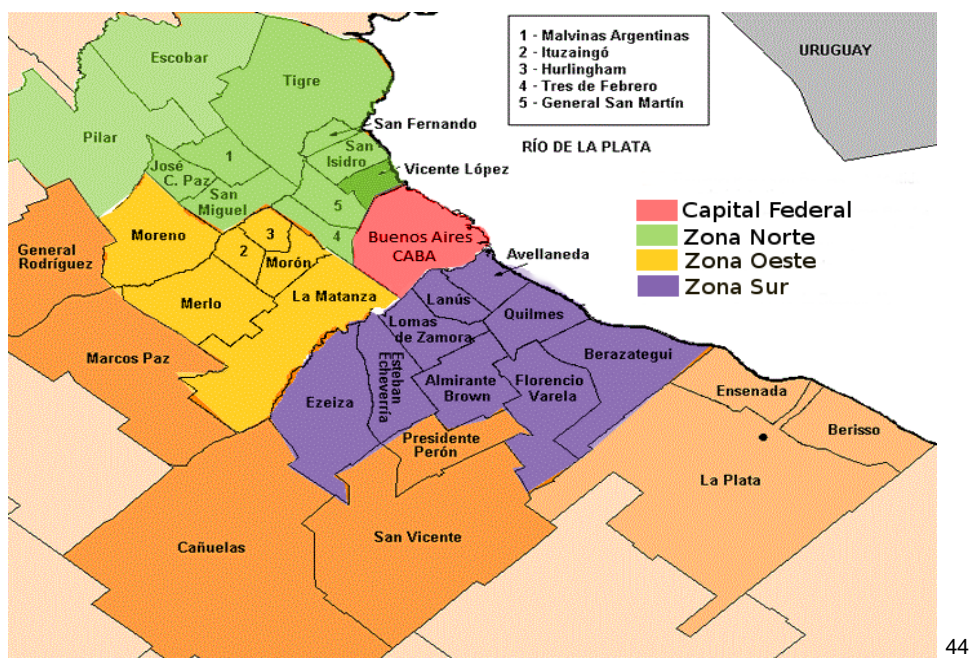 1 - Malvinas Argentinas
2 - Ituzaingó
3 - Hurlingham
4 - Tres de Febrero
5 - General San Martín
URUGUAY
RÍO DE LA PLATA
Escobar
Tigre
Pilar
San Fernando
San
Isidro
Vicente López
1
José
C. Paz
San
Miguel
5
4
Capital Federal
Zona Norte
Zona Oeste
Zona Sur
General
Rodríguez
Moreno
3
2
Morón
Buenos Aires
CABA
Avellaneda
Merlo
La Matanza
Lanús
Quilmes
Lomas
de Zamora
Marcos Paz
Esteban
Echeverría
Berazategui
Ezeiza
Almirante
Brown
Florencio
Varela
Ensenada
Berisso
Presidente
Perón
La Plata
Cañuelas
San Vicente
44